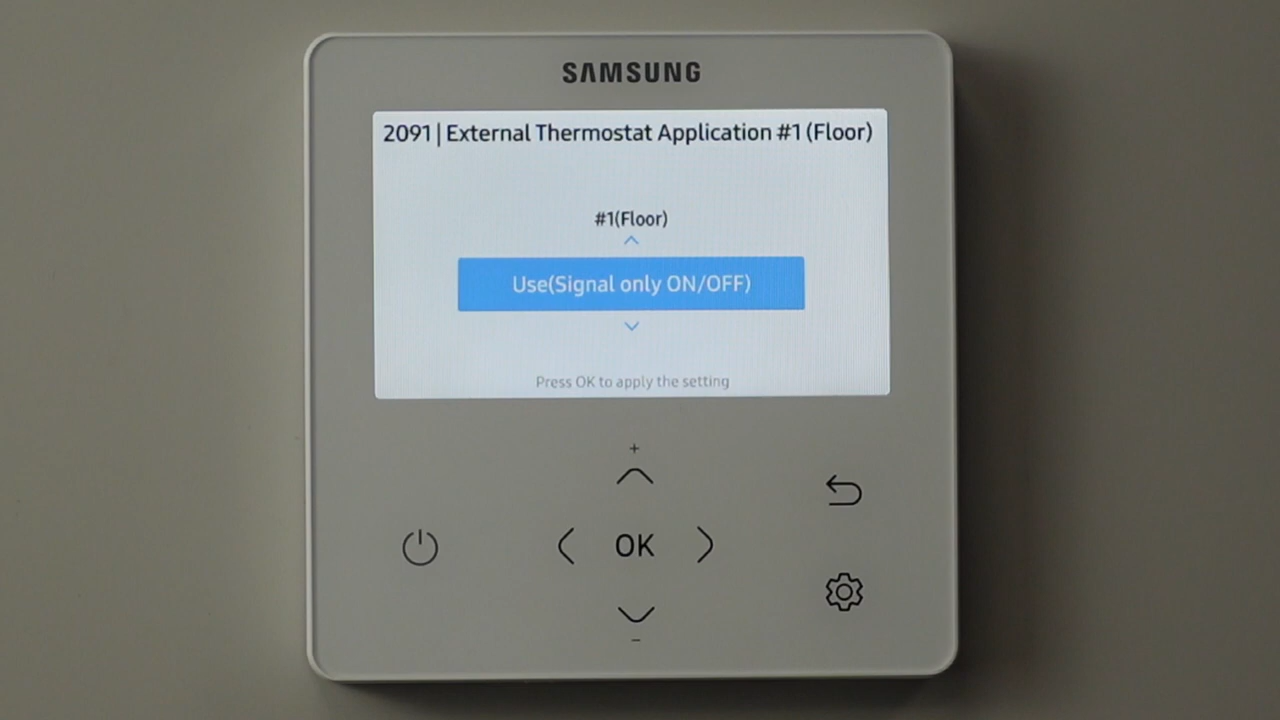 SAMSUNG
2091 | External Thermostat Application #1 (Floor)
#1(Floor)
Use(Signal only ON/OFF)
Press OK to apply the setting
+
OK
−